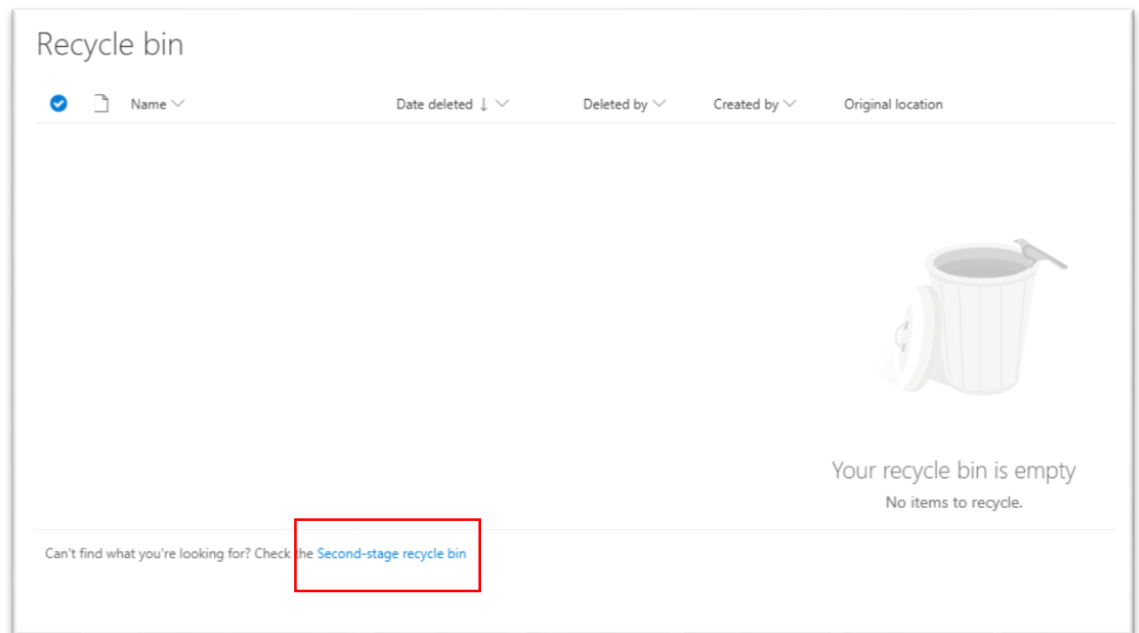 Recycle bin
Name Date deleted ↓ Deleted by Created by Original location
Your recycle bin is empty
No items to recycle.
Can't find what you're looking for? Check the Second-stage recycle bin